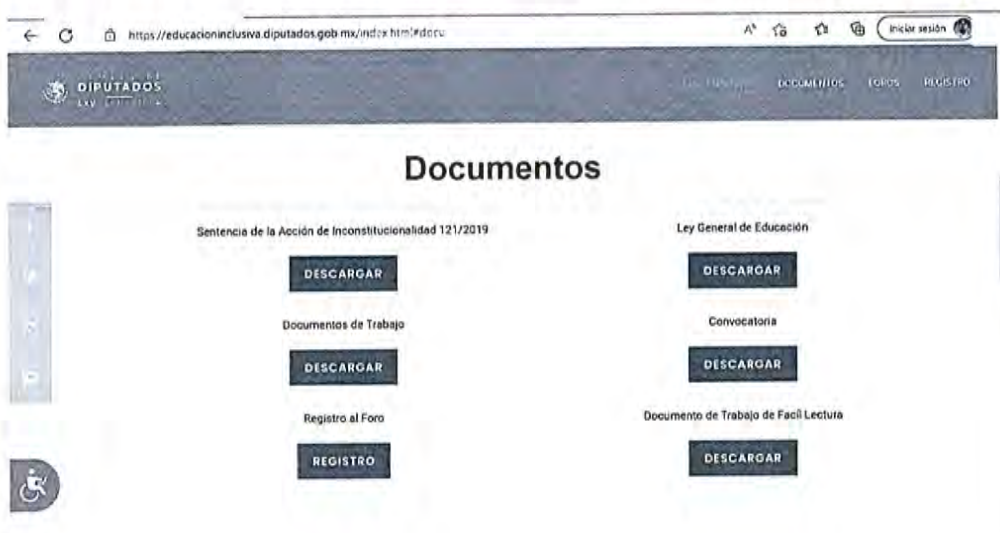 https://educacioninclusiva.diputados.gob.mx/index.html#docu
Iniciar sesión
DIPUTADOS
LXV
DOCUMENTOS FOROS REGISTRO
Documentos
Sentencia de la Acción de Inconstitucionalidad 121/2019
DESCARGAR
Ley General de Educación
DESCARGAR
Documentos de Trabajo
DESCARGAR
Convocatoria
DESCARGAR
Registro al Foro
REGISTRO
Documento de Trabajo de Facil Lectura
DESCARGAR